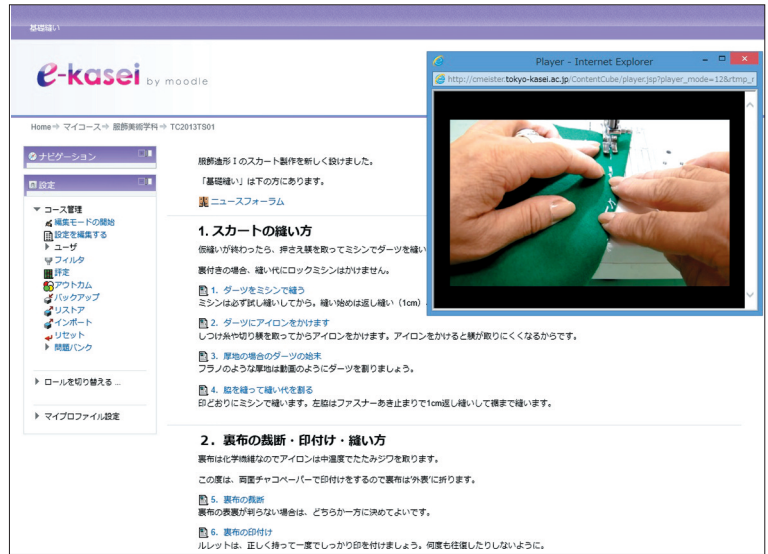 基礎縫い
e-kasei by moodle
Player - Internet Explorer
http://cmeister.tokyo-kasei.ac.jp/ContentCube/player.jsp?player_mode=12&rtmp_r
Home⇒ マイコース⇒ 服飾美術学科⇒ TC2013TS01
ナビゲーション
設定
コース管理
編集モードの開始
設定を編集する
ユーザ
フィルタ
評定
アウトカム
バックアップ
リストア
インポート
リセット
問題バンク
ロールを切り替える ...
マイプロファイル設定
服飾造形Ⅰのスカート製作を新しく設けました。
「基礎縫い」は下の方にあります。
ニュースフォーラム
1. スカートの縫い方
仮縫いが終わったら、押さえ躾を取ってミシンでダーツを縫い
裏付きの場合、縫い代にロックミシンはかけません。
1. ダーツをミシンで縫う
ミシンは必ず試し縫いしてから。縫い始めは返し縫い（1cm）
2. ダーツにアイロンをかけます
しつけ糸や切り躾を取ってからアイロンをかけます。アイロンをかけると躾が取りにくくなるからです。
3. 厚地の場合のダーツの始末
フラノのような厚地は動画のようにダーツを割りましょう。
4. 脇を縫って縫い代を割る
印どおりにミシンで縫います。左脇はファスナーあき止まりで1cm返し縫いして裾まで縫います。
2. 裏布の裁断・印付け・縫い方
裏布は化学繊維なのでアイロンは中温度でたたみジワを取ります。
この度は、両面チャコペーパーで印付けをするので裏布は'外表'に折ります。
5. 裏布の裁断
裏布の表裏が判らない場合は、どちらか一方に決めてよいです。
6. 裏布の印付け
ルレットは、正しく持って一度でしっかり印を付けましょう。何度も往復したりしないように。